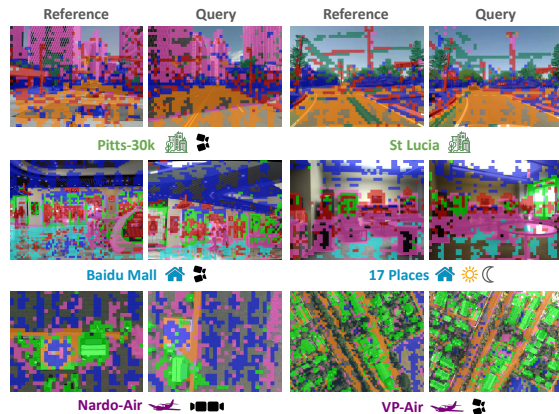 Reference Query Reference Query
Pitts-30k St Lucia
Baidu Mall 17 Places
Nardo-Air VP-Air